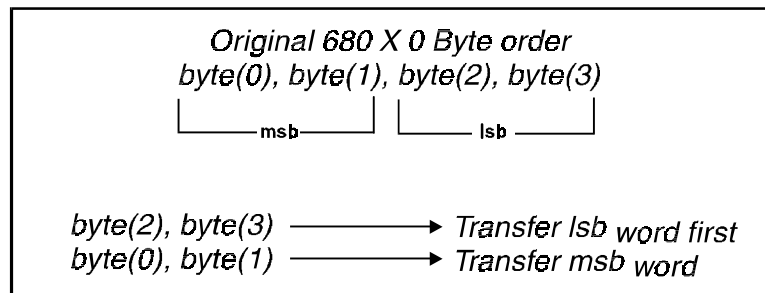 Original 680 X 0 Byte order
byte(0), byte(1), byte(2), byte(3)
msb lsb
byte(2), byte(3) Transfer lsb word first
byte(0), byte(1) Transfer msb word